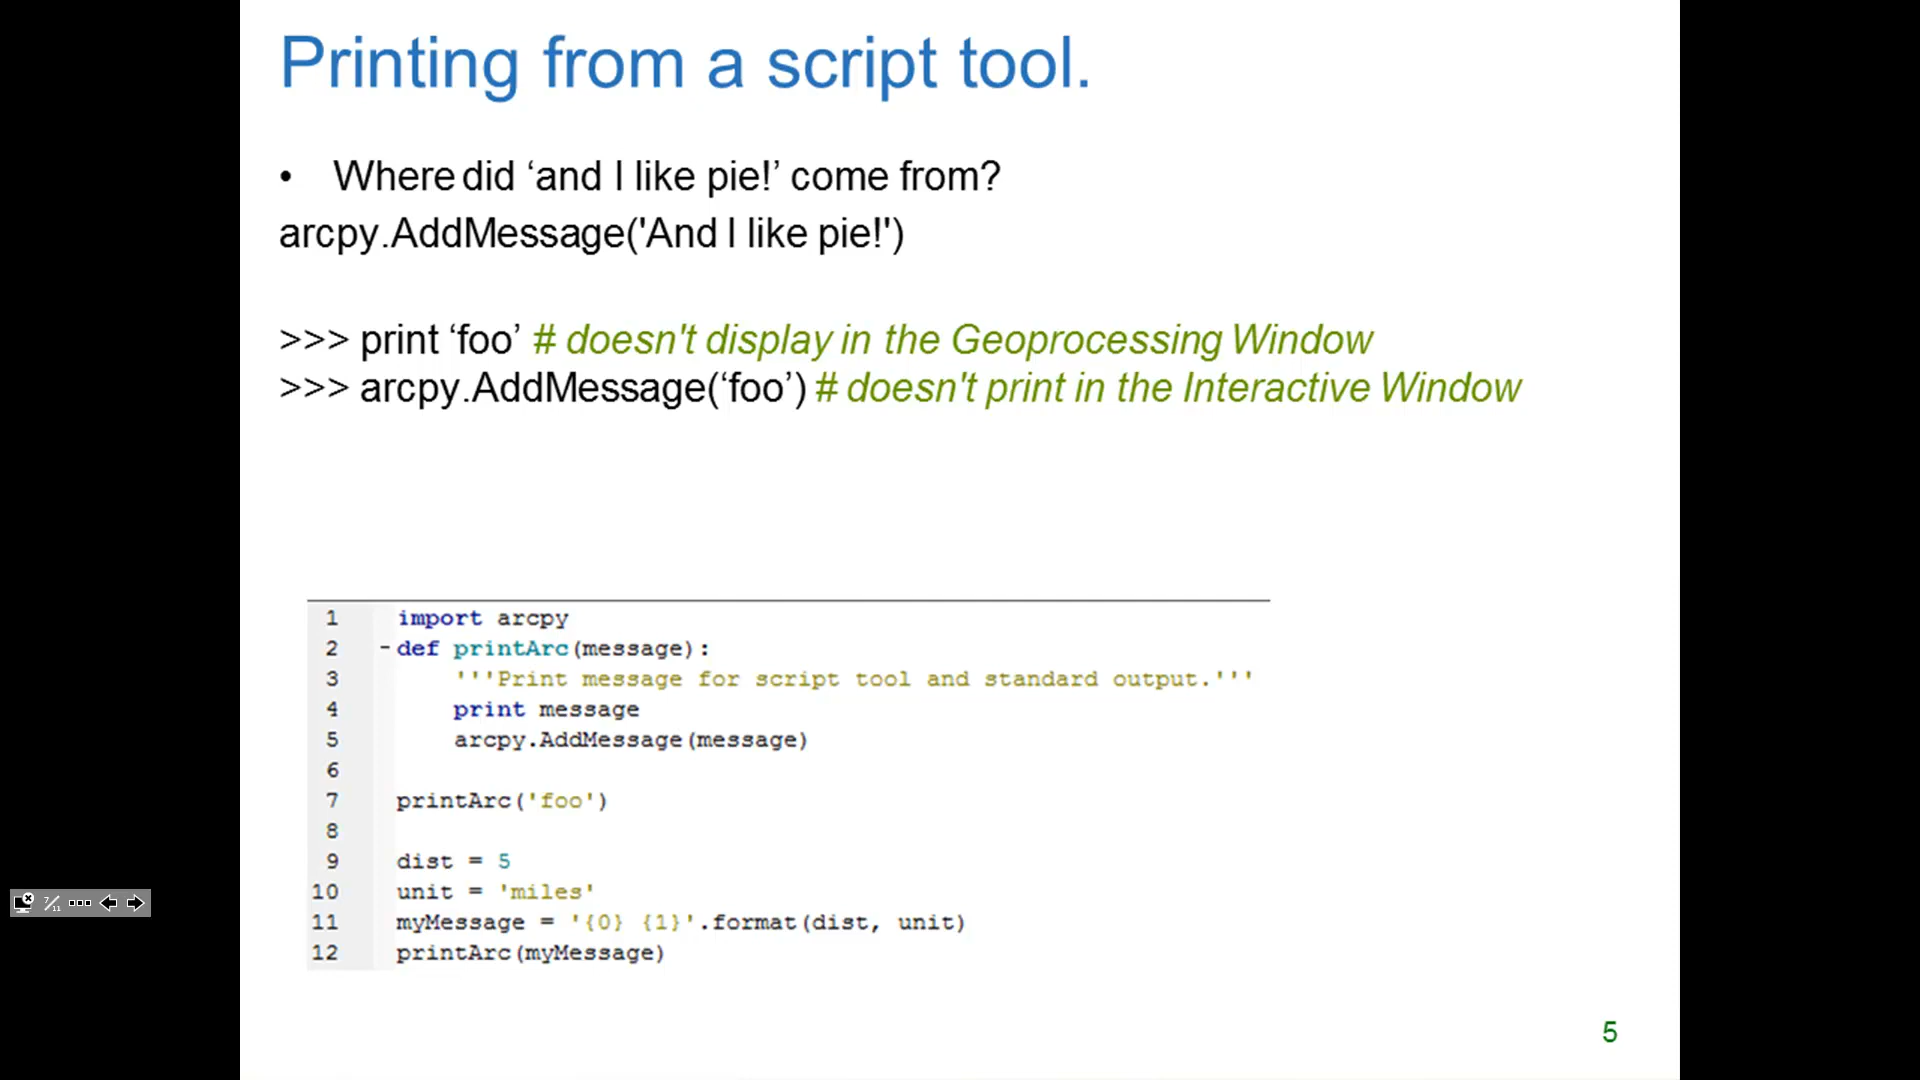 Printing from a script tool.
• Where did ‘and I like pie!’ come from?
arcpy.AddMessage('And I like pie!')
>>> print ‘foo’ # doesn't display in the Geoprocessing Window
>>> arcpy.AddMessage(‘foo’) # doesn't print in the Interactive Window
1 import arcpy
2 -def printArc(message):
3 '''Print message for script tool and standard output.'''
4 print message
5 arcpy.AddMessage(message)
6
7 printArc('foo')
8
9 dist = 5
10 unit = 'miles'
11 myMessage = '{0} {1}'.format(dist, unit)
12 printArc(myMessage)
7/11
5